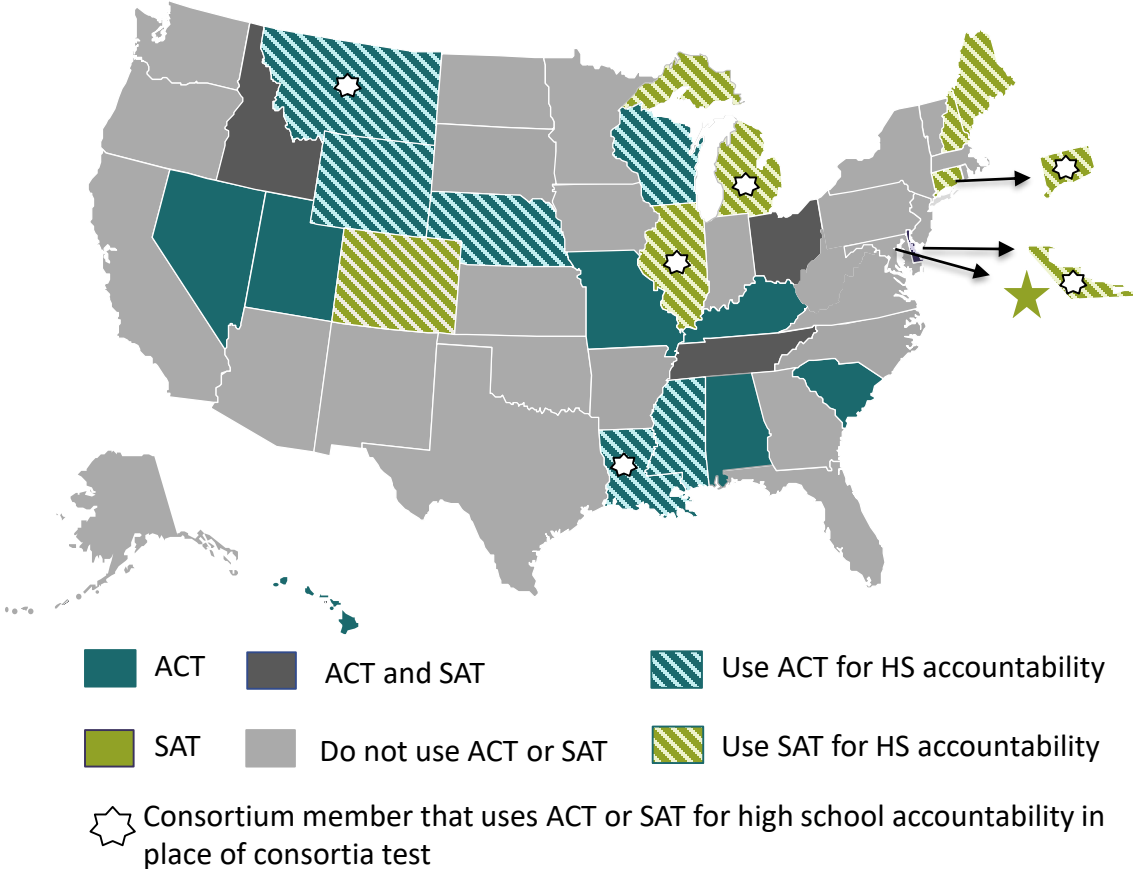 ACT
ACT and SAT
Use ACT for HS accountability
SAT
Do not use ACT or SAT
Use SAT for HS accountability
Consortium member that uses ACT or SAT for high school accountability in
place of consortia test